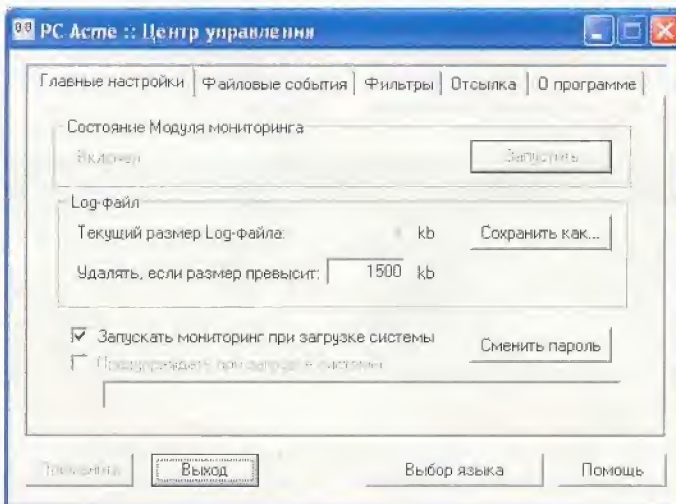 PC Acme :: Центр управления
Главные настройки Файловые события Фильтры Отсылка О программе
Состояние Модуля мониторинга
Включен Запустить
Log-файл
Текущий размер Log-файла: kb Сохранить как...
Удалять, если размер превысит: 1500 kb
Запускать мониторинг при загрузке системы Сменить пароль
Предупреждать при загрузке системы
Применить Выход Выбор языка Помощь